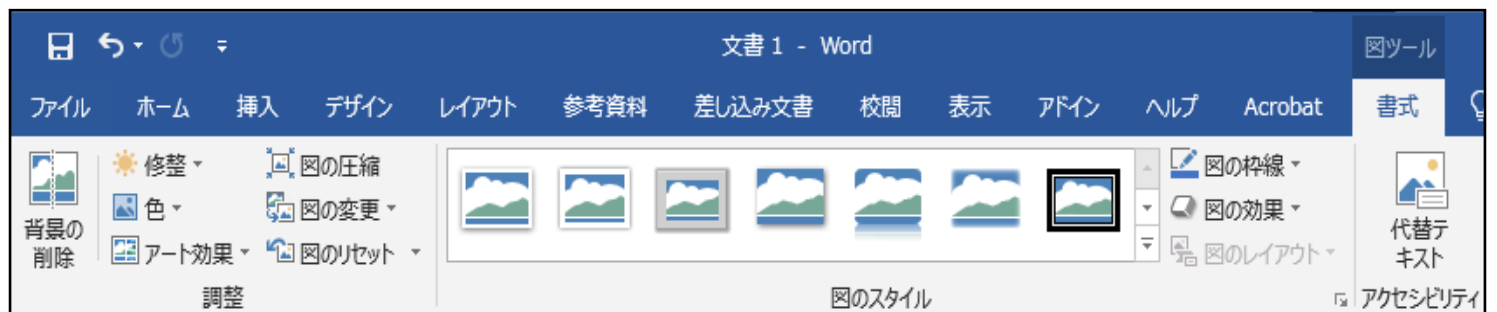 文書 1 - Word
図ツール
ファイル ホーム 挿入 デザイン レイアウト 参考資料 差し込み文書 校閲 表示 アドイン ヘルプ Acrobat 書式
背景の
削除
修整
色
アート効果
図の圧縮
図の変更
図のリセット
調整
図の枠線
図の効果
図のレイアウト
図のスタイル
代替テ
キスト
アクセシビリティ